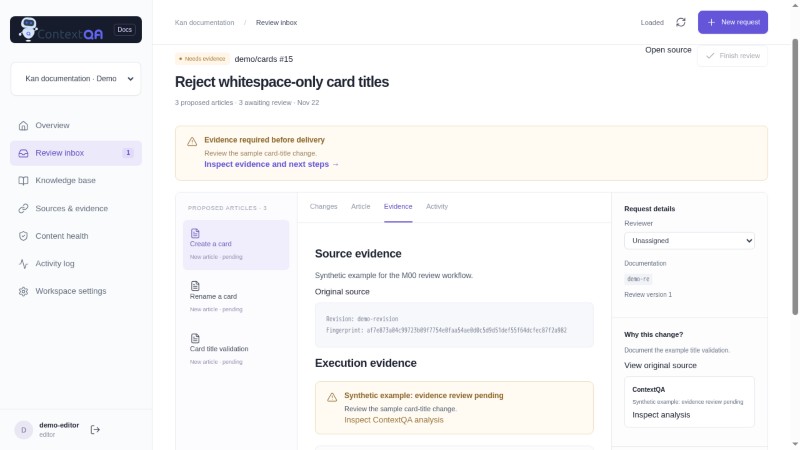 ContextQA
Docs
Kan documentation / Review inbox
Loaded
New request
Kan documentation · Demo
Overview
Review inbox 1
Knowledge base
Sources & evidence
Content health
Activity log
Workspace settings
D
demo-editor
editor
Needs evidence demo/cards #15
Open source
Finish review
Reject whitespace-only card titles
3 proposed articles · 3 awaiting review · Nov 22
Evidence required before delivery
Review the sample card-title change.
Inspect evidence and next steps →
PROPOSED ARTICLES · 3
Create a card
New article · pending
Rename a card
New article · pending
Card title validation
New article · pending
Changes Article Evidence Activity
Source evidence
Synthetic example for the M00 review workflow.
Original source
Revision: demo-revision
Fingerprint:
Execution evidence
Synthetic example: evidence review pending
Review the sample card-title change.
Inspect ContextQA analysis
Request details
Reviewer
Unassigned
Documentation
demo-re
Review version 1
Why this change?
Document the example title validation.
View original source
ContextQA
Synthetic example: evidence review pending
Inspect analysis